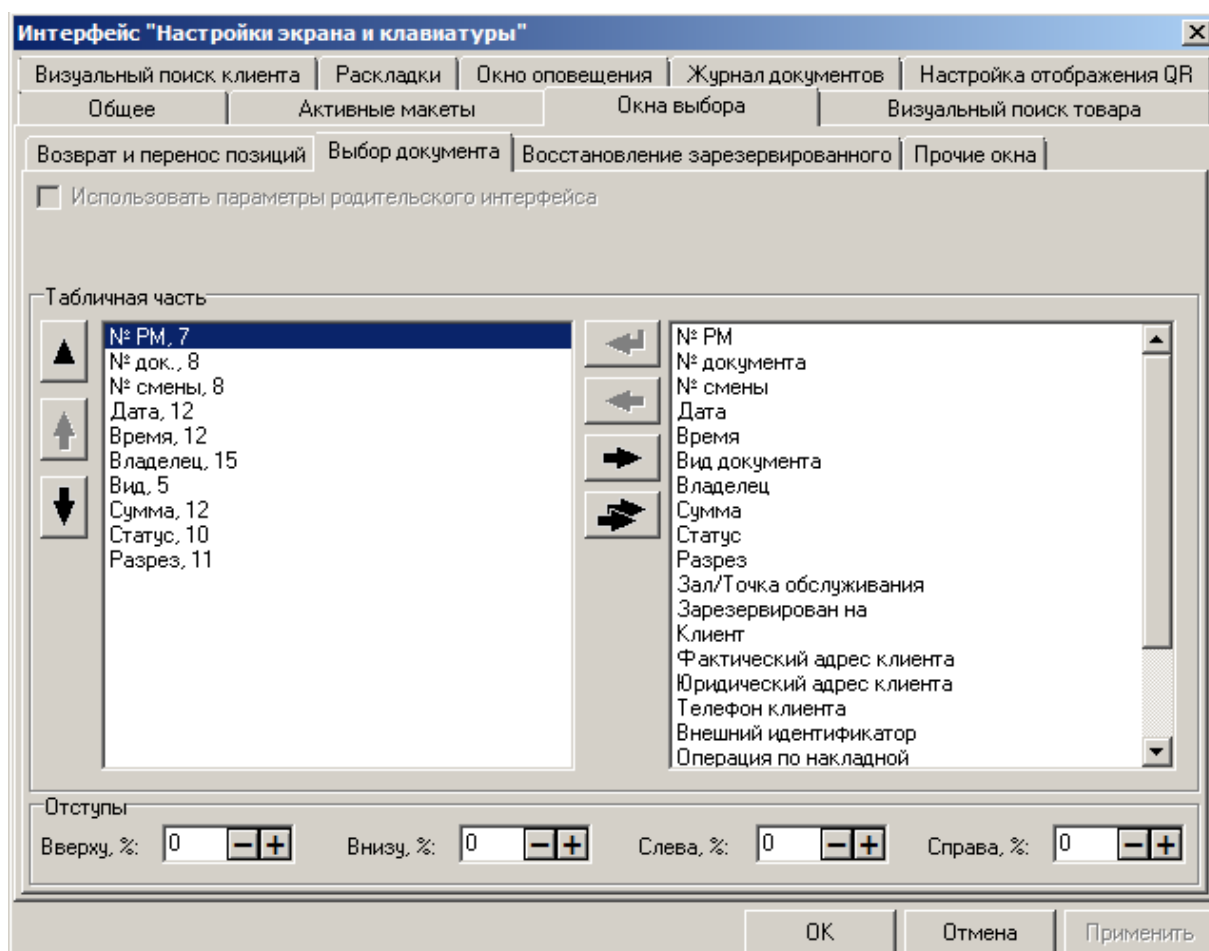 Интерфейс "Настройки экрана и клавиатуры"
Визуальный поиск клиента Раскладки Окно оповещения Журнал документов Настройка отображения QR
Общее Активные макеты Окна выбора Визуальный поиск товара
Возврат и перенос позиций Выбор документа Восстановление зарезервированного Прочие окна
Использовать параметры родительского интерфейса
Табличная часть
№ РМ, 7
№ док., 8
№ смены, 8
Дата, 12
Время, 12
Владелец, 15
Вид, 5
Сумма, 12
Статус, 10
Разрез, 11
№ РМ
№ документа
№ смены
Дата
Время
Вид документа
Владелец
Сумма
Статус
Разрез
Зал/Точка обслуживания
Зарезервирован на
Клиент
Фактический адрес клиента
Юридический адрес клиента
Телефон клиента
Внешний идентификатор
Операция по накладной
Отступы
Вверху, %: 0 Внизу, %: 0 Слева, %: 0 Справа, %: 0
OK Отмена Применить